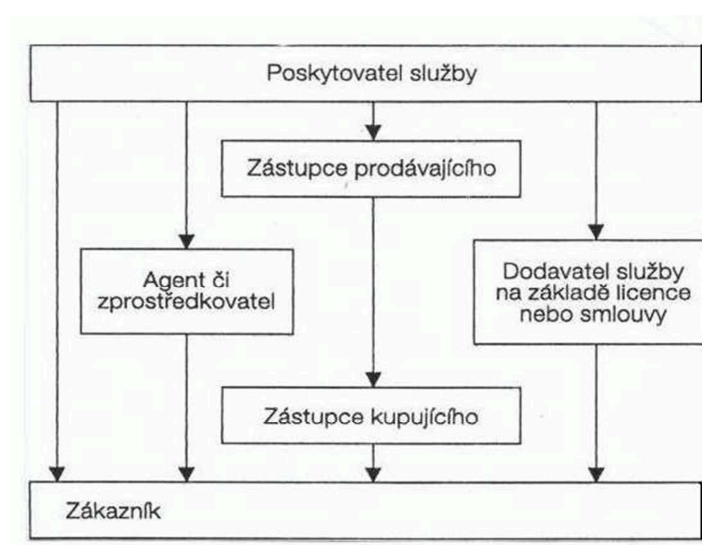 Poskytovatel služby
Zástupce prodávajícího
Agent či
zprostředkovatel
Dodavatel služby
na základě licence
nebo smlouvy
Zástupce kupujícího
Zákazník